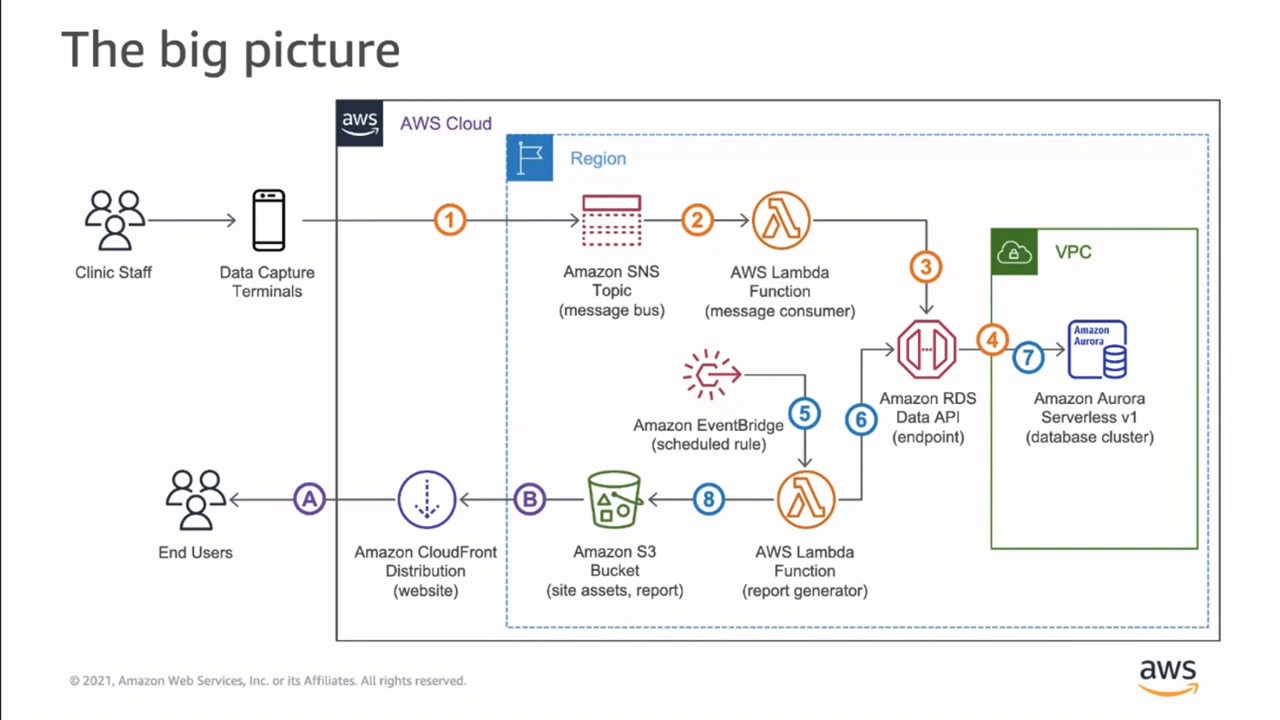 The big picture
aws
AWS Cloud
Region
1
2
3
VPC
Clinic Staff
Data Capture
Terminals
Amazon SNS
Topic
(message bus)
AWS Lambda
Function
(message consumer)
4
7
Amazon
Aurora
Amazon RDS
Data API
(endpoint)
Amazon Aurora
Serverless v1
(database cluster)
5
6
Amazon EventBridge
(scheduled rule)
A
B
8
End Users
Amazon CloudFront
Distribution
(website)
Amazon S3
Bucket
(site assets, report)
AWS Lambda
Function
(report generator)
© 2021, Amazon Web Services, Inc. or its Affiliates. All rights reserved.
aws